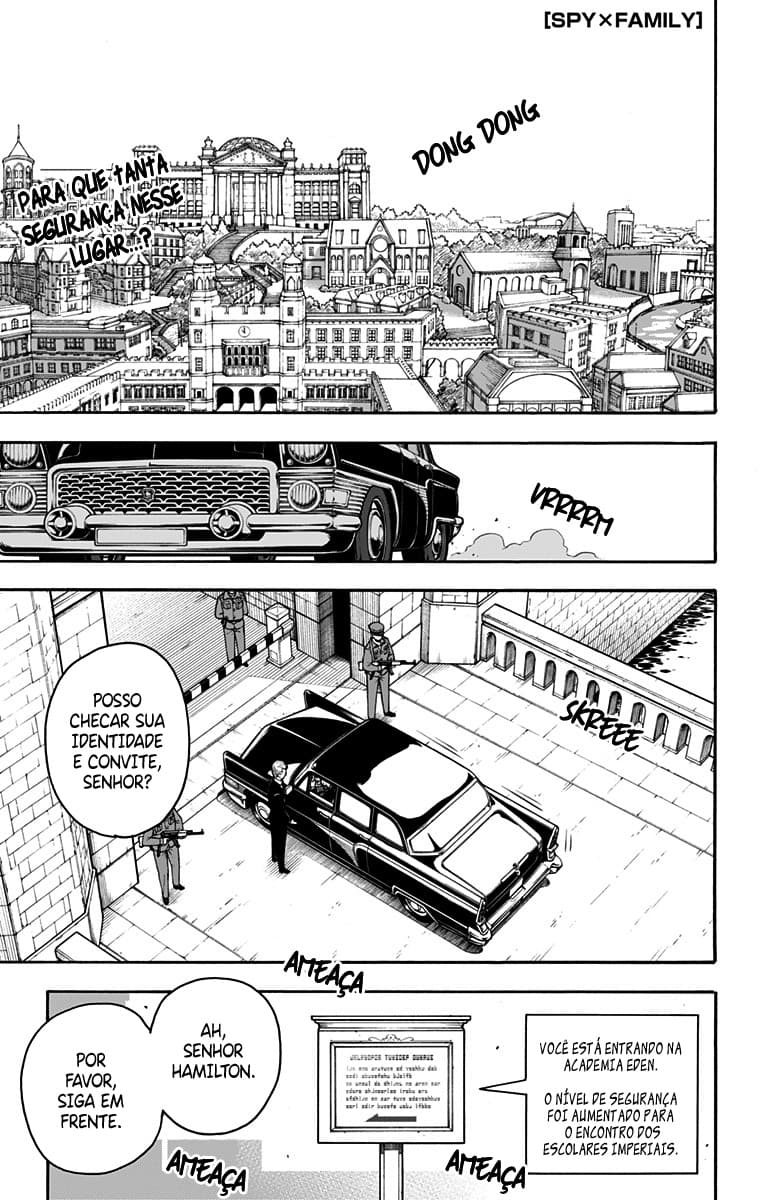 [SPY×FAMILY]
DONG DONG
PARA QUE TANTA
SEGURANÇA NESSE
LUGAR...?
VRRRRM
POSSO
CHECAR SUA
IDENTIDADE
E CONVITE,
SENHOR?
SKREEE
AMEAÇA
AH,
SENHOR
HAMILTON.
POR
FAVOR,
SIGA EM
FRENTE.
VOCÊ ESTÁ ENTRANDO NA
ACADEMIA EDEN.
O NÍVEL DE SEGURANÇA
FOI AUMENTADO PARA
O ENCONTRO DOS
ESCOLARES IMPERIAIS.
AMEAÇA
AMEAÇA